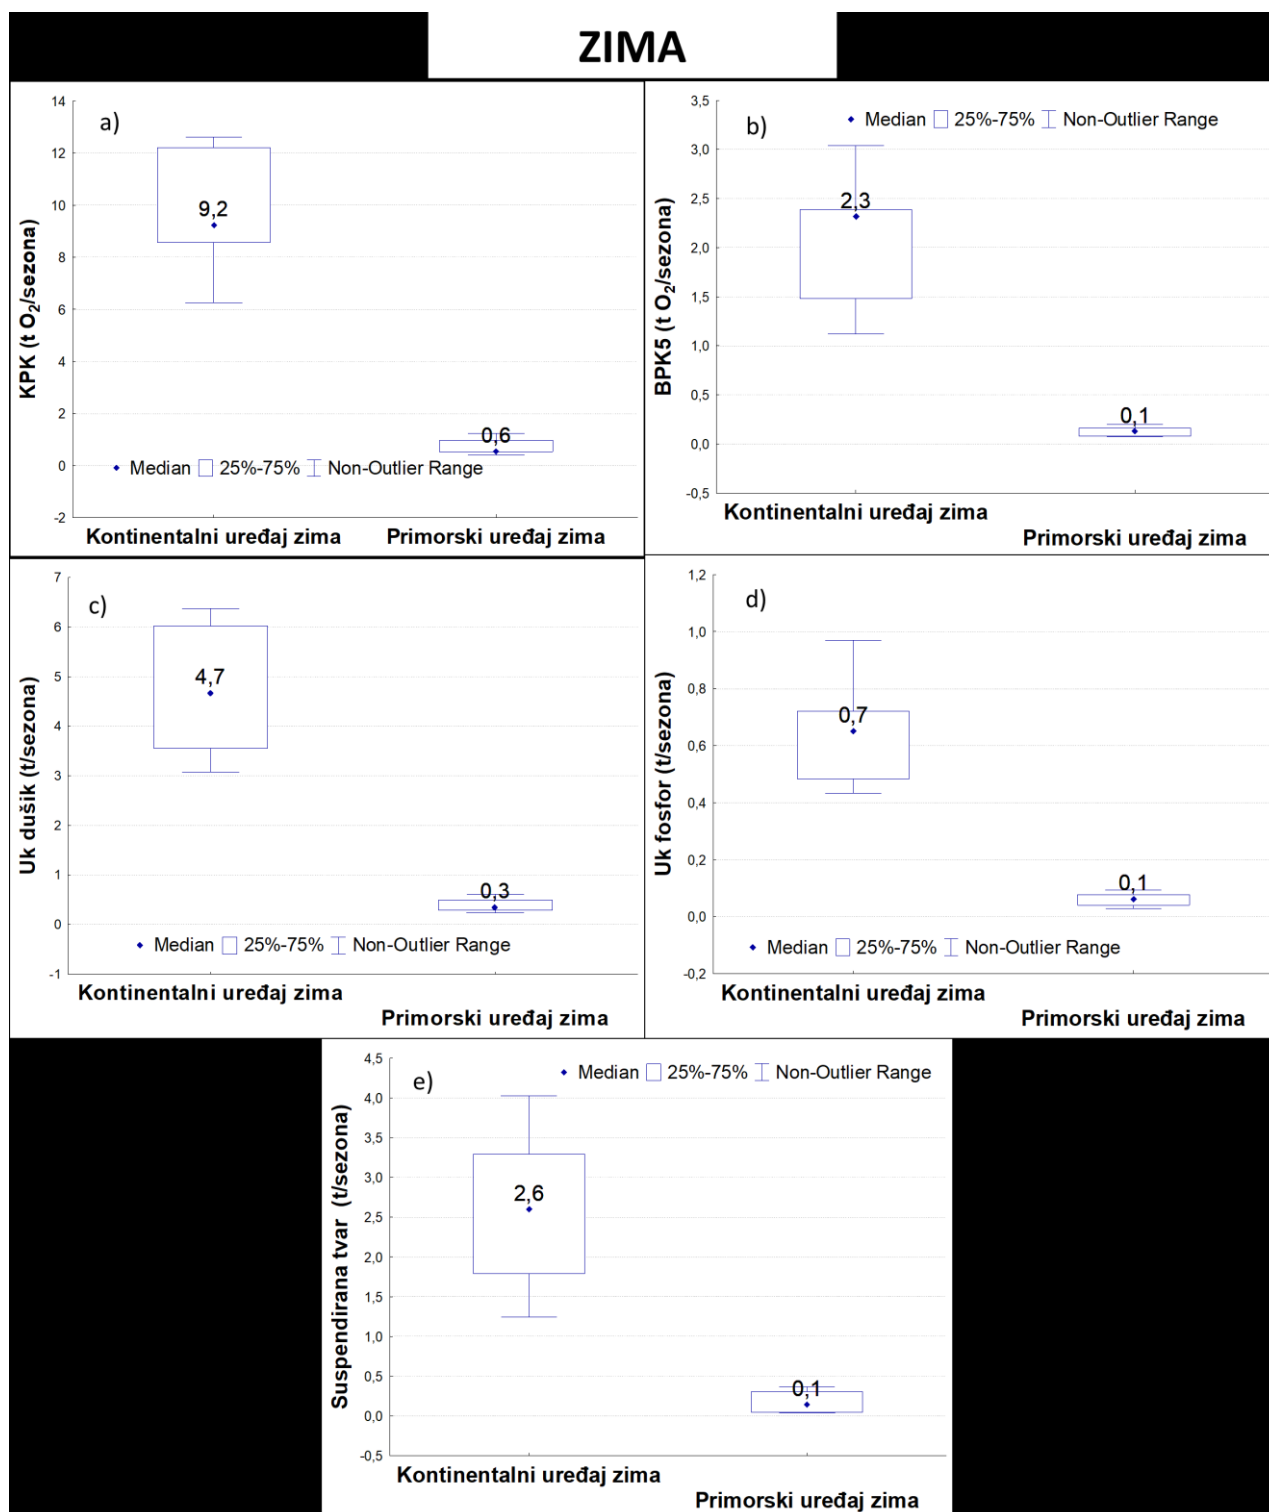 ZIMA
a)
KPK (t O₂/sezona)
14
12
10
8
6
4
2
0
-2
9,2
0,6
Median 25%-75% Non-Outlier Range
Kontinentalni uređaj zima Primorski uređaj zima
b)
BPK5 (t O₂/sezona)
Median 25%-75% Non-Outlier Range
3,5
3,0
2,5
2,0
1,5
1,0
0,5
0,0
-0,5
2,3
0,1
Kontinentalni uređaj zima
Primorski uređaj zima
c)
Uk dušik (t/sezona)
7
6
5
4
3
2
1
0
-1
4,7
0,3
Median 25%-75% Non-Outlier Range
Kontinentalni uređaj zima
Primorski uređaj zima
d)
Uk fosfor (t/sezona)
1,2
1,0
0,8
0,6
0,4
0,2
0,0
-0,2
0,7
0,1
Median 25%-75% Non-Outlier Range
Kontinentalni uređaj zima
Primorski uređaj zima
e)
Suspendirana tvar (t/sezona)
Median 25%-75% Non-Outlier Range
4,5
4,0
3,5
3,0
2,5
2,0
1,5
1,0
0,5
0,0
-0,5
2,6
0,1
Kontinentalni uređaj zima
Primorski uređaj zima